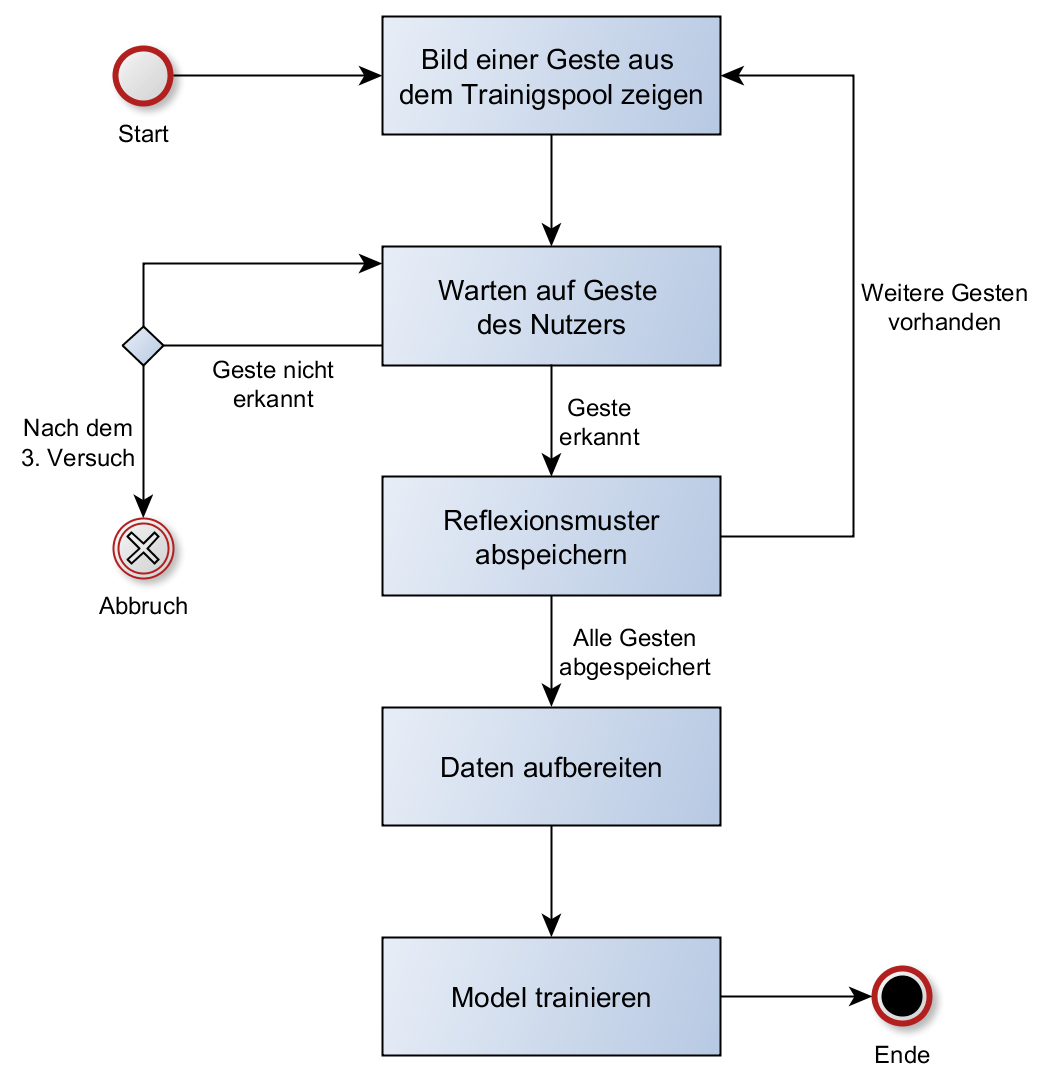 Bild einer Geste aus
dem Trainigspool zeigen
Start
Warten auf Geste
des Nutzers
Weitere Gesten
vorhanden
Geste nicht
erkannt
Geste
erkannt
Nach dem
3. Versuch
Reflexionsmuster
abspeichern
Abbruch
Alle Gesten
abgespeichert
Daten aufbereiten
Model trainieren
Ende